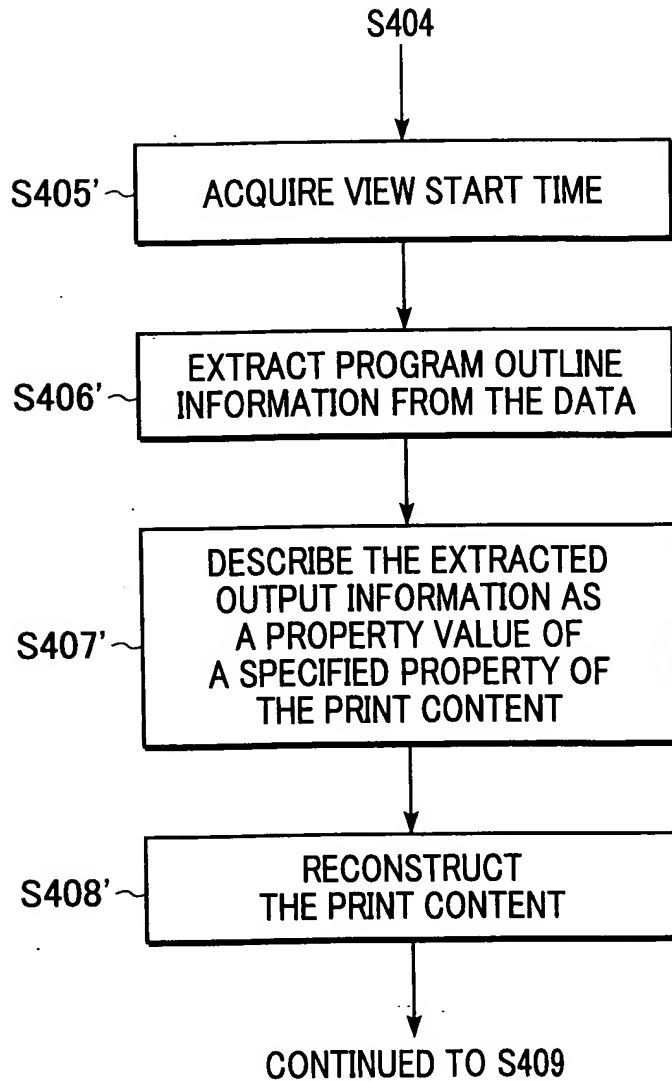 S404
S405'
ACQUIRE VIEW START TIME
S406'
EXTRACT PROGRAM OUTLINE
INFORMATION FROM THE DATA
S407'
DESCRIBE THE EXTRACTED
OUTPUT INFORMATION AS
A PROPERTY VALUE OF
A SPECIFIED PROPERTY OF
THE PRINT CONTENT
S408'
RECONSTRUCT
THE PRINT CONTENT
CONTINUED TO S409